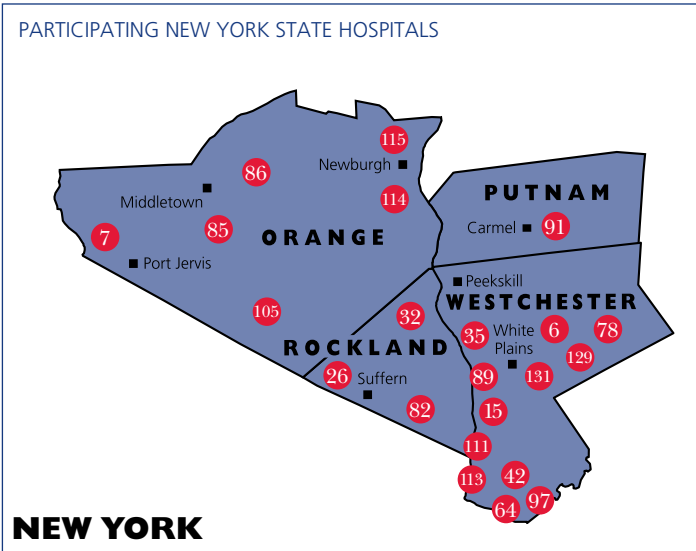 PARTICIPATING NEW YORK STATE HOSPITALS
115
Newburgh
86
Middletown
114
PUTNAM
7
85
ORANGE
Carmel
91
Port Jervis
Peekskill
WESTCHESTER
105
32
35
White
Plains
6
78
ROCKLAND
129
26
Suffern
89
131
82
15
111
113
42
64
97
NEW YORK